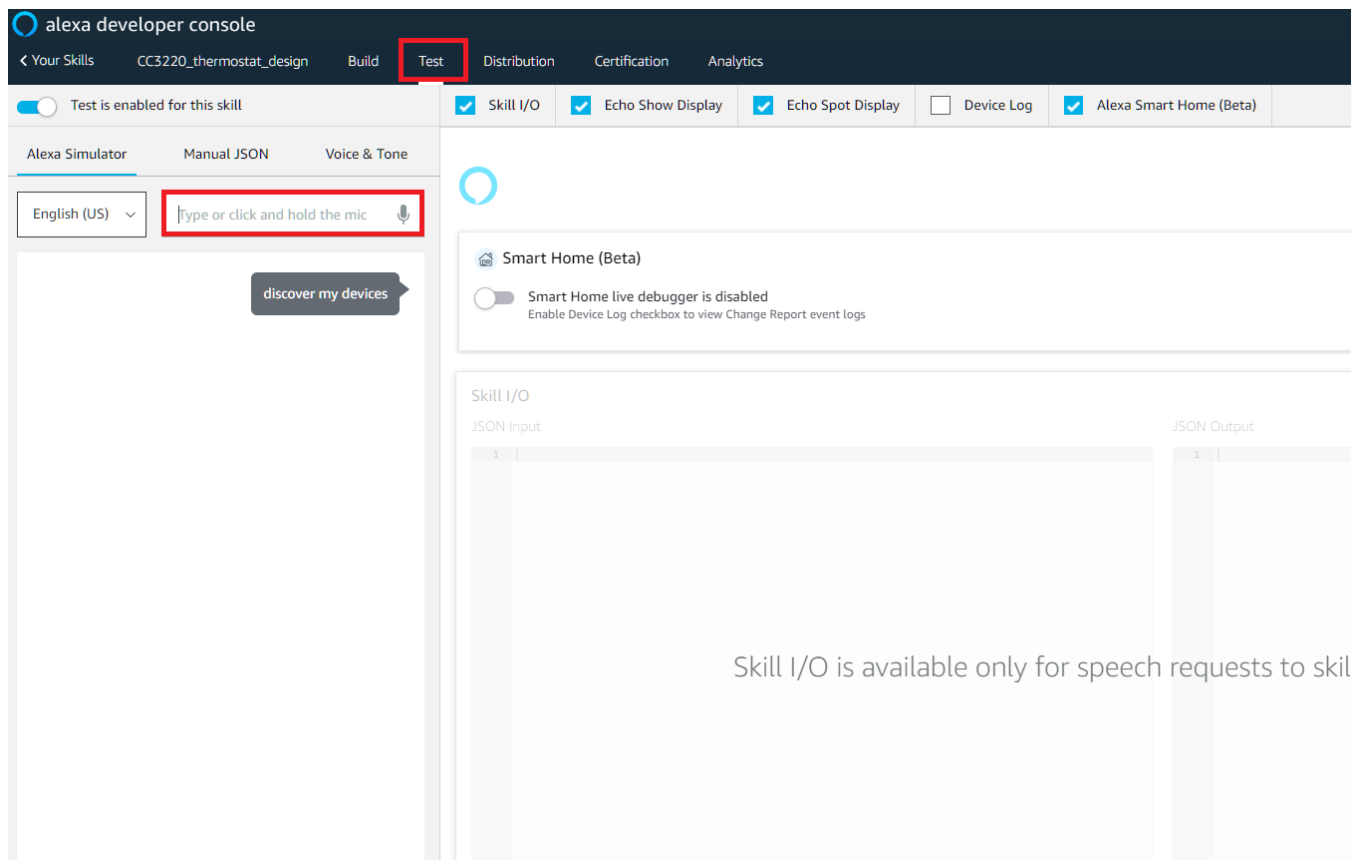 alexa developer console
Your Skills CC3220_thermostat_design Build Test Distribution Certification Analytics
Test is enabled for this skill
Skill I/O Echo Show Display Echo Spot Display Device Log Alexa Smart Home (Beta)
Alexa Simulator Manual JSON Voice & Tone
English (US) Type or click and hold the mic
discover my devices
Smart Home (Beta)
Smart Home live debugger is disabled
Enable Device Log checkbox to view Change Report event logs
Skill I/O
JSON Input JSON Output
1 1
Skill I/O is available only for speech requests to skil